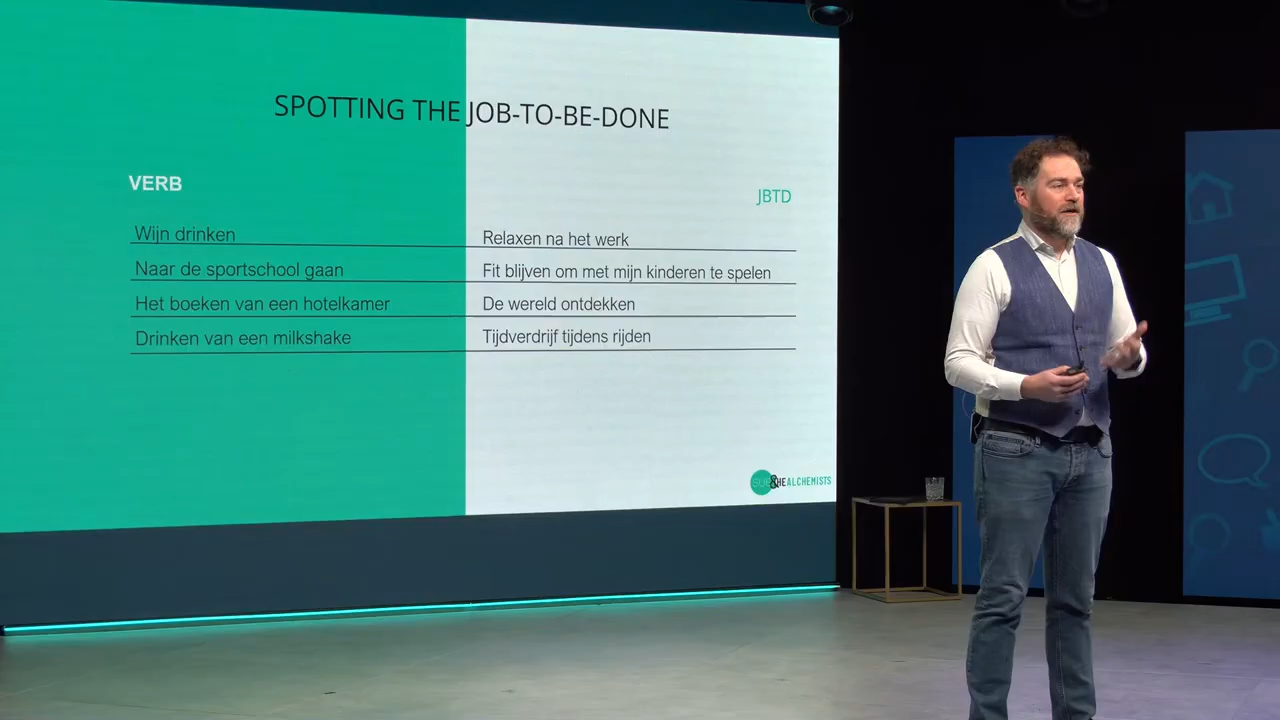 SPOTTING THE JOB-TO-BE-DONE
VERB
JBTD
Wijn drinken
Relaxen na het werk
Naar de sportschool gaan
Fit blijven om met mijn kinderen te spelen
Het boeken van een hotelkamer
De wereld ontdekken
Drinken van een milkshake
Tijdverdrijf tijdens rijden
& HE ALCHEMISTS